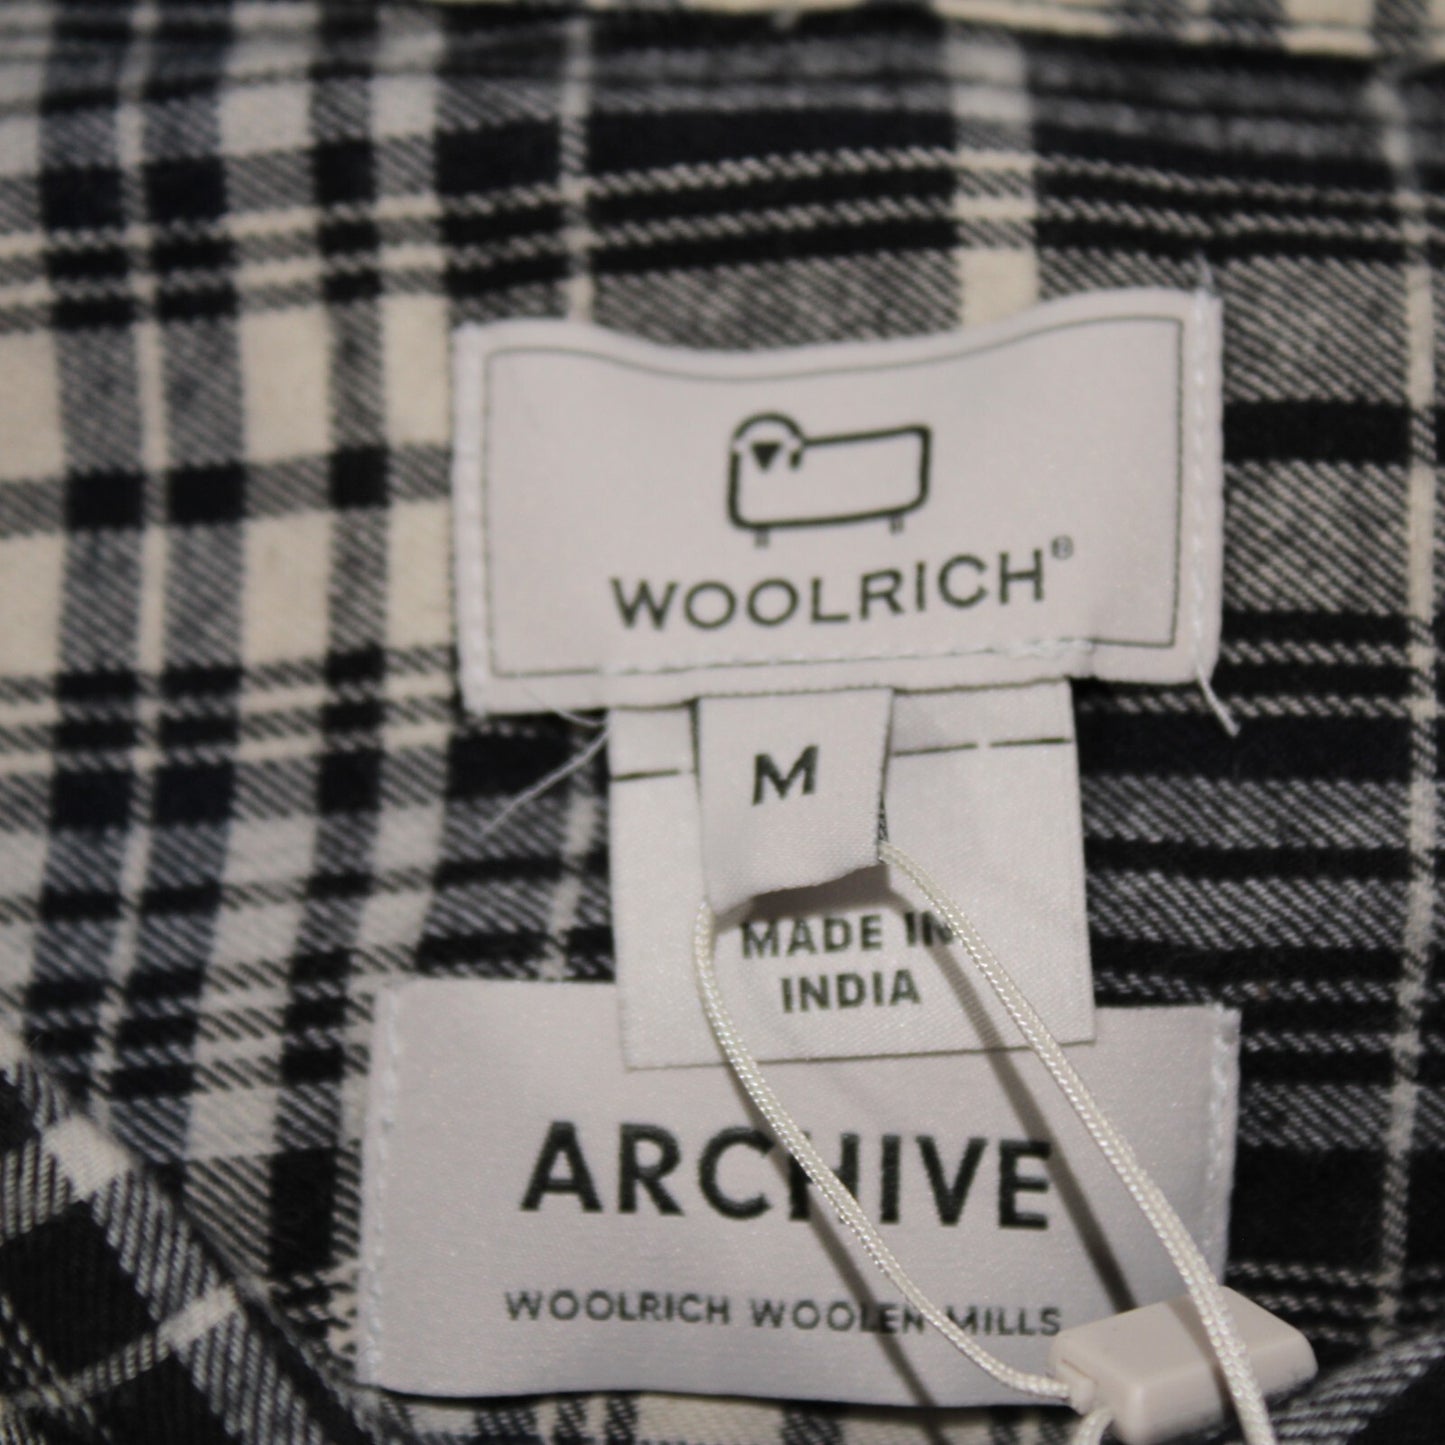 WOOLRICH®
M
MADE IN
INDIA
ARCHIVE
WOOLRICH WOOLEN MILLS